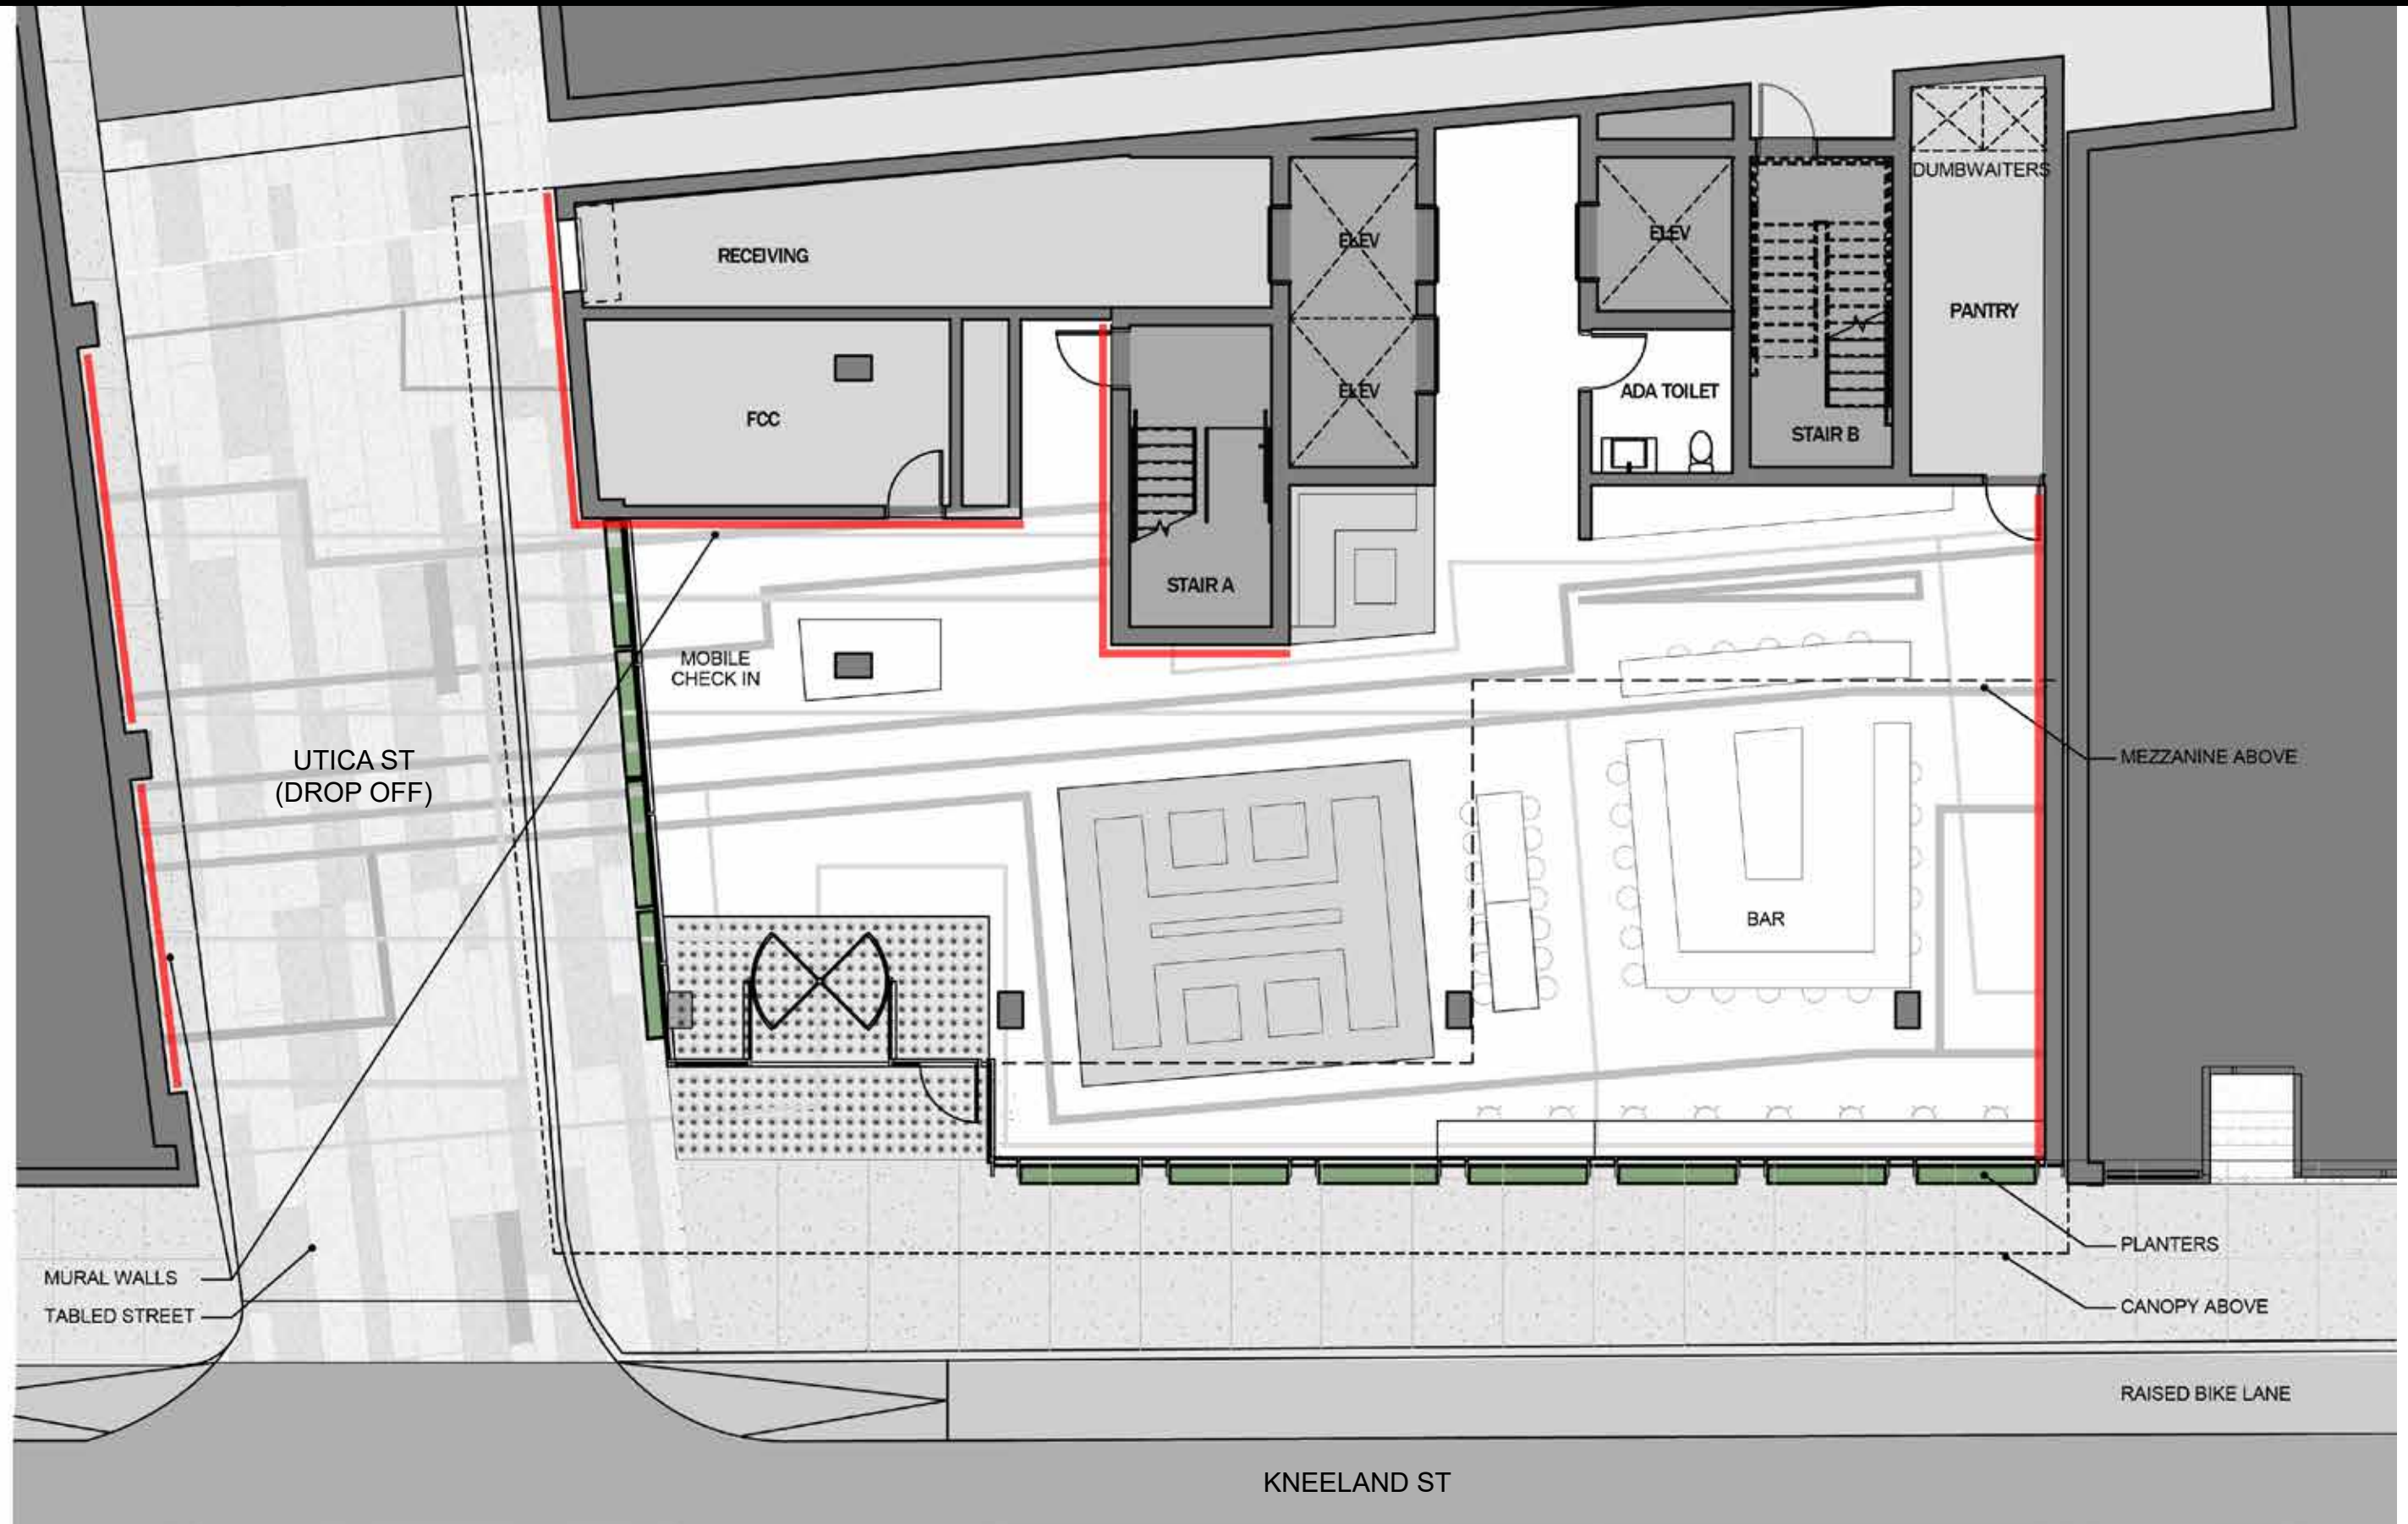 DUMBWAITERS
RECEIVING
ELEV
ELEV
PANTRY
ELEV
ADA TOILET
FCC
STAIR B
STAIR A
MOBILE
CHECK IN
UTICA ST
(DROP OFF)
MEZZANINE ABOVE
BAR
PLANTERS
MURAL WALLS
CANOPY ABOVE
TABLED STREET
RAISED BIKE LANE
KNEELAND ST